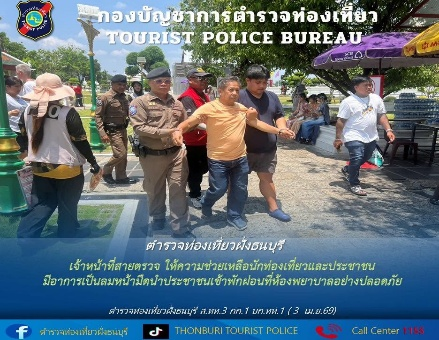 กองบัญชาการตำรวจท่องเที่ยว
TOURIST POLICE BUREAU
ตำรวจท่องเที่ยวฝั่งธนบุรี
เจ้าหน้าที่สายตรวจ ให้ความช่วยเหลือนักท่องเที่ยวและประชาชน
มีอาการเป็นลมหน้ามืดนำประชาชนเข้าพักผ่อนที่ห้องพยาบาลอย่างปลอดภัย
ตำรวจท่องเที่ยวฝั่งธนบุรี ส.ทท.3 กก.1 บก.ทท.1 ( 3 เม.ย.69)
ตำรวจท่องเที่ยวฝั่งธนบุรี
THONBURI TOURIST POLICE
Call Center 1155